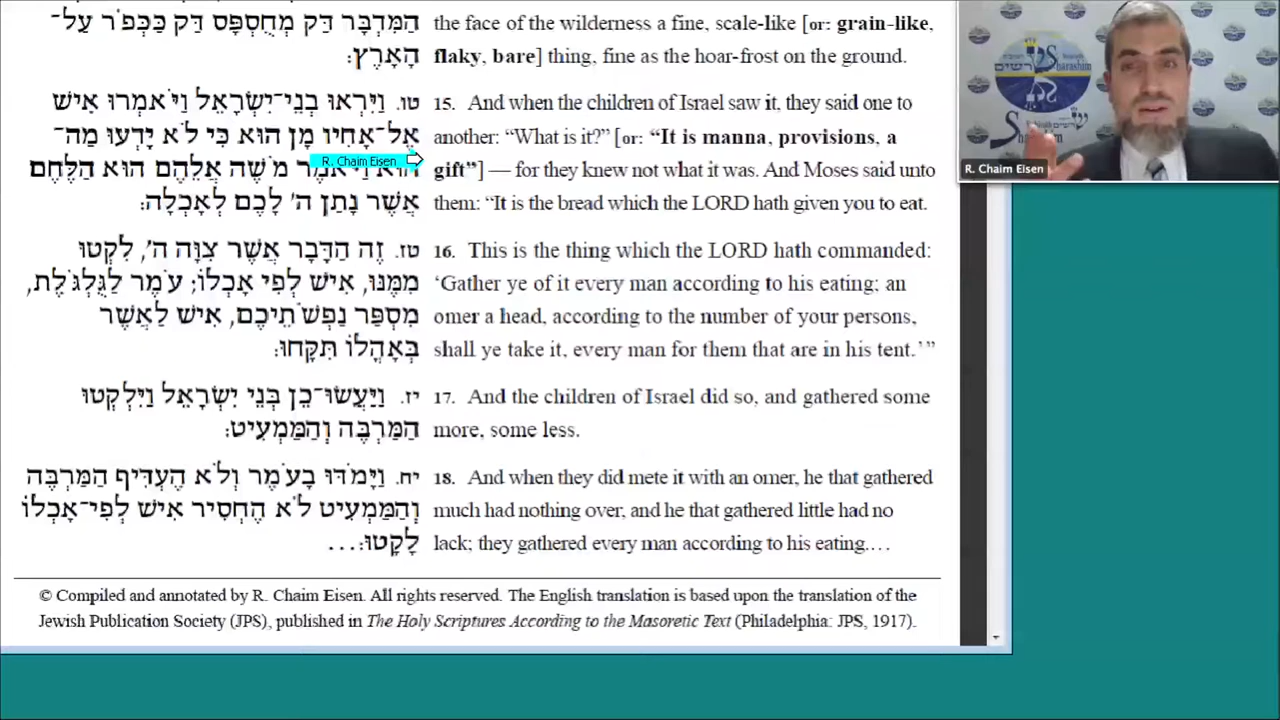 הַמִּדְבָּר דַּק מְחֻסְפָּס דַּק כַּכְּפֹר עַל־
הָאָרֶץ:
the face of the wilderness a fine, scale-like [or: grain-like,
flaky, bare] thing, fine as the hoar-frost on the ground.
טו. וַיִּרְאוּ בְנֵי־יִשְׂרָאֵל וַיֹּאמְרוּ אִישׁ
אֶל־אָחִיו מָן הוּא כִּי לֹא יָדְעוּ מַה־
מֹשֶׁה אֲלֵהֶם הוּא הַלֶּחֶם
אֲשֶׁר נָתַן ה' לָכֶם לְאָכְלָה:
15. And when the children of Israel saw it, they said one to
another: “What is it?” [or: “It is manna, provisions, a
gift”] — for they knew not what it was. And Moses said unto
them: “It is the bread which the LORD hath given you to eat.
R. Chaim Eisen
טז. זֶה הַדָּבָר אֲשֶׁר צִוָּה ה', לִקְטוּ
מִמֶּנּוּ, אִישׁ לְפִי אָכְלוֹ; עֹמֶר לַגֻּלְגֹּלֶת,
מִסְפַּר נַפְשֹׁתֵיכֶם, אִישׁ לַאֲשֶׁר
בְּאָהֳלוֹ תִּקָּחוּ:
16. This is the thing which the LORD hath commanded:
‘Gather ye of it every man according to his eating; an
omer a head, according to the number of your persons,
shall ye take it, every man for them that are in his tent.’”
יז. וַיַּעֲשׂוּ־כֵן בְּנֵי יִשְׂרָאֵל וַיִּלְקְטוּ
הַמַּרְבֶּה וְהַמַּמְעִיט:
17. And the children of Israel did so, and gathered some
more, some less.
יח. וַיָּמֹדּוּ בָעֹמֶר וְלֹא הֶעְדִּיף הַמַּרְבֶּה
וְהַמַּמְעִיט לֹא הֶחְסִיר אִישׁ לְפִי־אָכְלוֹ
לָקָטוּ:...
18. And when they did mete it with an omer, he that gathered
much had nothing over, and he that gathered little had no
lack; they gathered every man according to his eating.…
© Compiled and annotated by R. Chaim Eisen. All rights reserved. The English translation is based upon the translation of the
Jewish Publication Society (JPS), published in The Holy Scriptures According to the Masoretic Text (Philadelphia: JPS, 1917).
R. Chaim Eisen